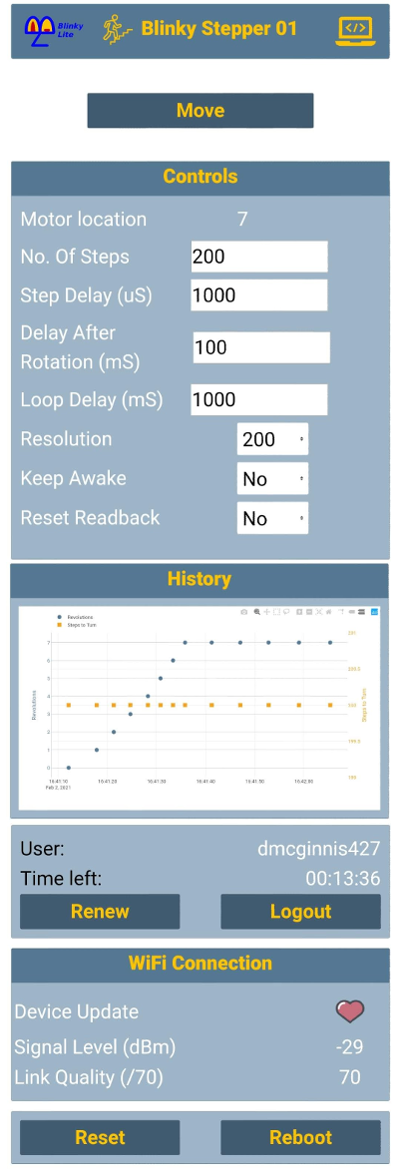 Blinky
Lite
Blinky Stepper 01
Move
Controls
Motor location 7
No. Of Steps 200
Step Delay (uS) 1000
Delay After
Rotation (mS) 100
Loop Delay (mS) 1000
Resolution 200
Keep Awake No
Reset Readback No
History
Revolutions
Steps to Turn
7
6
5
4
3
2
1
0
Revolutions
201
200.5
200
199.5
199
Steps to Turn
16:41:10 16:41:20 16:41:30 16:41:40 16:41:50 16:42:00
Feb 2, 2021
User: dmcginnis427
Time left: 00:13:36
Renew Logout
WiFi Connection
Device Update
Signal Level (dBm) -29
Link Quality (/70) 70
Reset Reboot